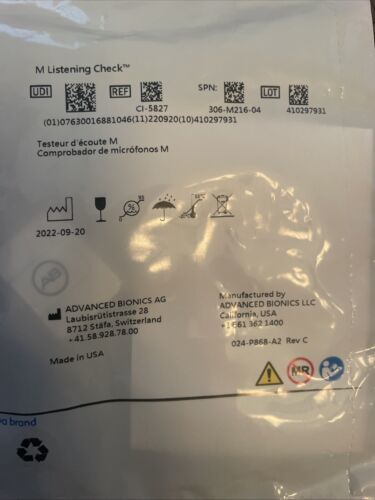 M Listening Check™
UDI REF SPN: LOT
CI-5827 306-M216-04 410297931
(01)07630016881046(11)220920(10)410297931
Testeur d'écoute M
Comprobador de micrófonos M
2022-09-20
AB
ADVANCED BIONICS AG
Laubisrütistrasse 28
8712 Stäfa, Switzerland
+41.58.928.78.00
Made in USA
Manufactured by
ADVANCED BIONICS LLC
California, USA
+1 661 362 1400
024-P868-A2 Rev C
MR
a brand